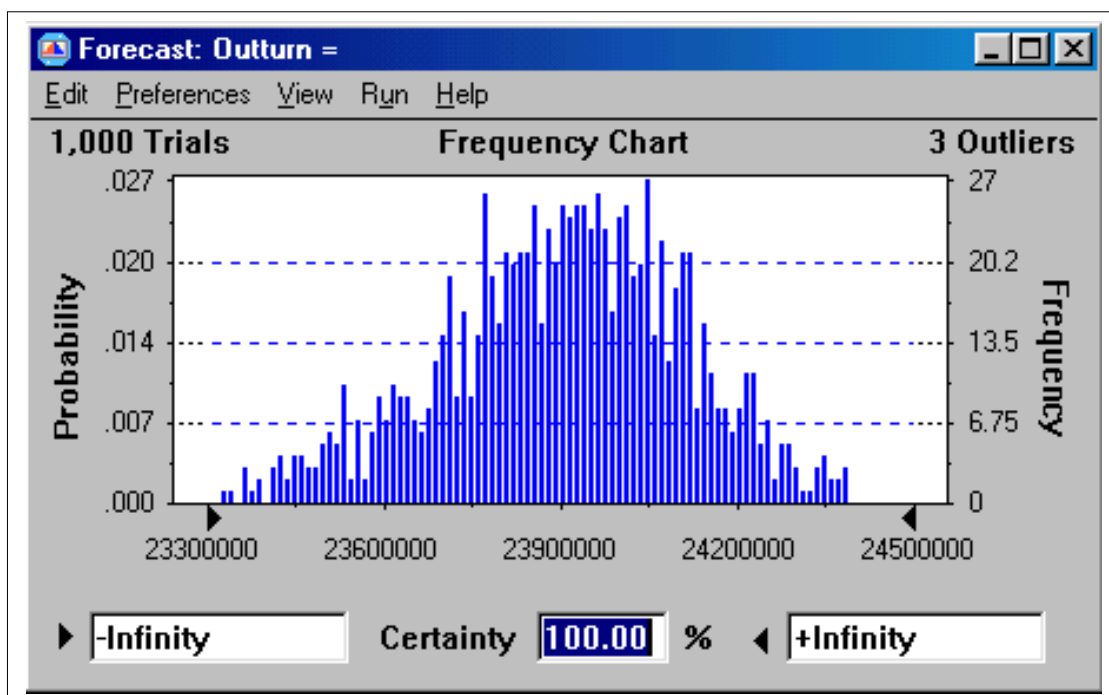 Forecast: Outturn =
Edit Preferences View Run Help
1,000 Trials Frequency Chart 3 Outliers
.027 27
.020 20.2
.014 13.5
.007 6.75
.000 0
Probability
Frequency
23300000 23600000 23900000 24200000 24500000
-Infinity Certainty 100.00 % +Infinity